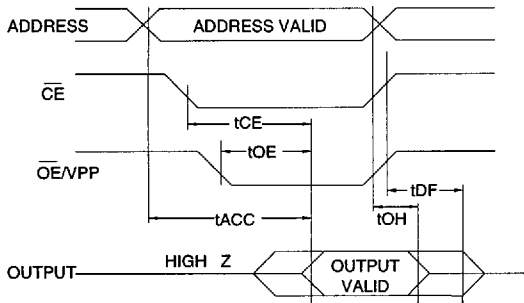 ADDRESS
ADDRESS VALID
CE
tCE
tOE
OE/VPP
tDF
tACC
tOH
HIGH Z
OUTPUT
OUTPUT
VALID